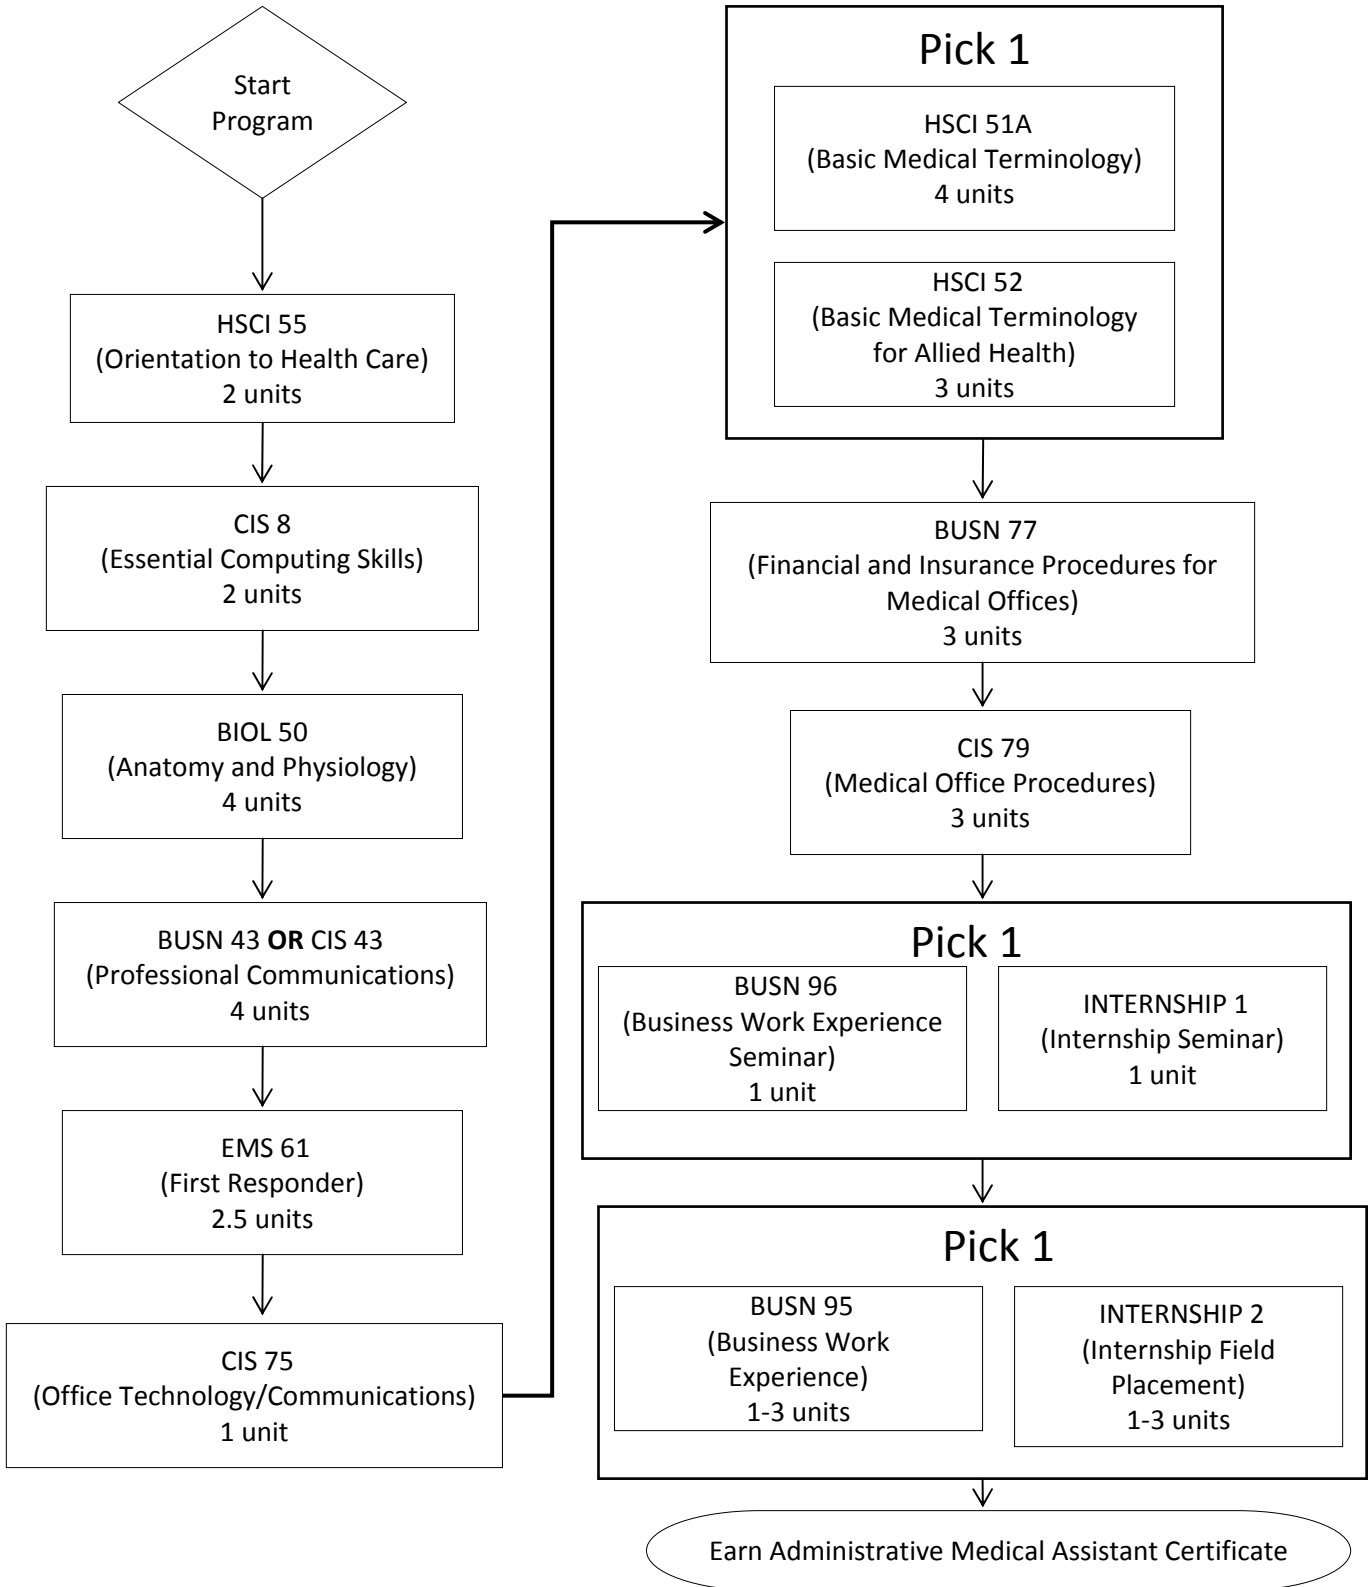 Start
Program
HSCI 55
(Orientation to Health Care)
2 units
CIS 8
(Essential Computing Skills)
2 units
BIOL 50
(Anatomy and Physiology)
4 units
BUSN 43 OR CIS 43
(Professional Communications)
4 units
EMS 61
(First Responder)
2.5 units
CIS 75
(Office Technology/Communications)
1 unit
Pick 1
HSCI 51A
(Basic Medical Terminology)
4 units
HSCI 52
(Basic Medical Terminology
for Allied Health)
3 units
BUSN 77
(Financial and Insurance Procedures for
Medical Offices)
3 units
CIS 79
(Medical Office Procedures)
3 units
Pick 1
BUSN 96
(Business Work Experience
Seminar)
1 unit
INTERNSHIP 1
(Internship Seminar)
1 unit
Pick 1
BUSN 95
(Business Work
Experience)
1-3 units
INTERNSHIP 2
(Internship Field
Placement)
1-3 units
Earn Administrative Medical Assistant Certificate